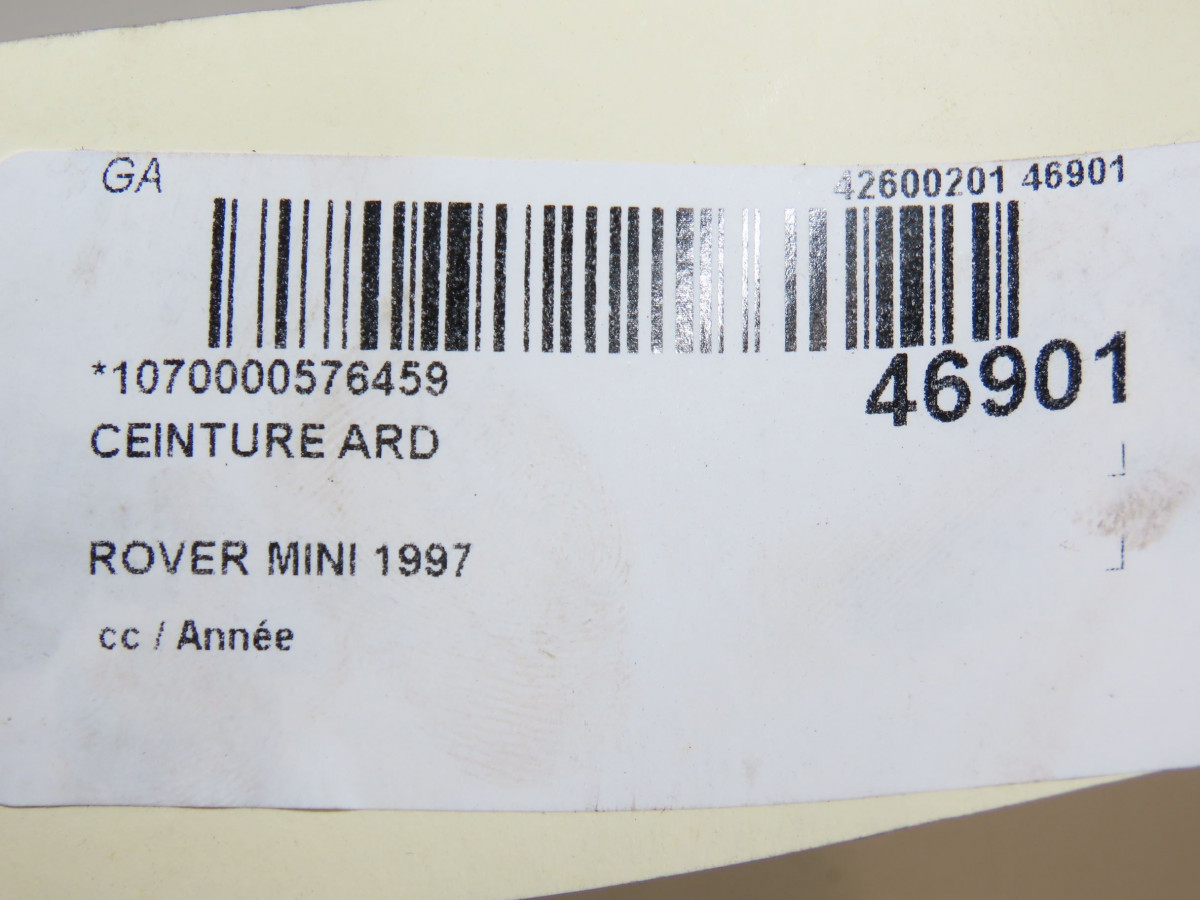 GA
42600201 46901
*1070000576459
46901
CEINTURE ARD
ROVER MINI 1997
cc / Année